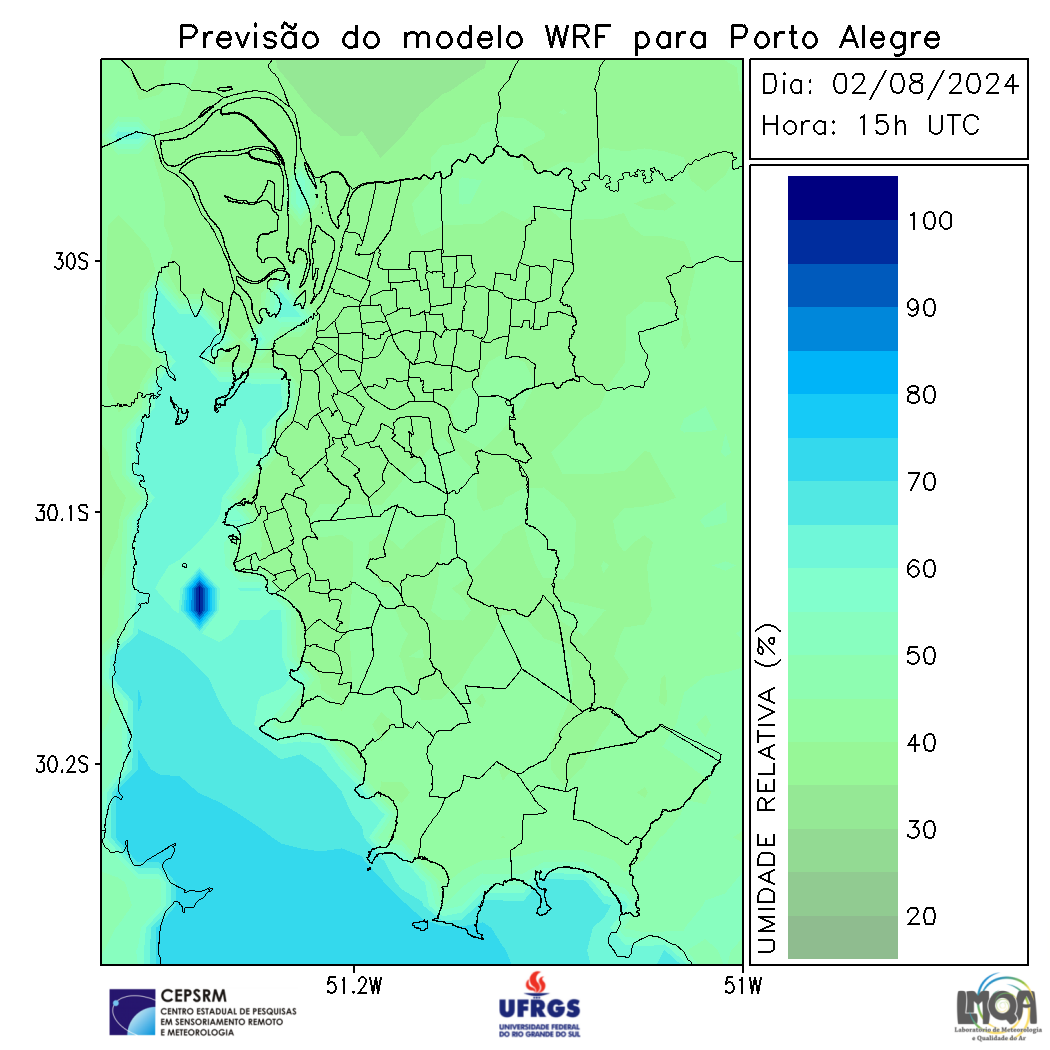 Previsão do modelo WRF para Porto Alegre
Dia: 02/08/2024
Hora: 15h UTC
30S
30.1S
30.2S
51.2W
51W
100
90
80
70
60
50
40
30
20
UMIDADE RELATIVA (%)
CEPSRM
CENTRO ESTADUAL DE PESQUISAS
EM SENSORIAMENTO REMOTO
E METEOROLOGIA
UFRGS
UNIVERSIDADE FEDERAL
DO RIO GRANDE DO SUL
LMQA
Laboratório de Meteorologia
e Qualidade do Ar